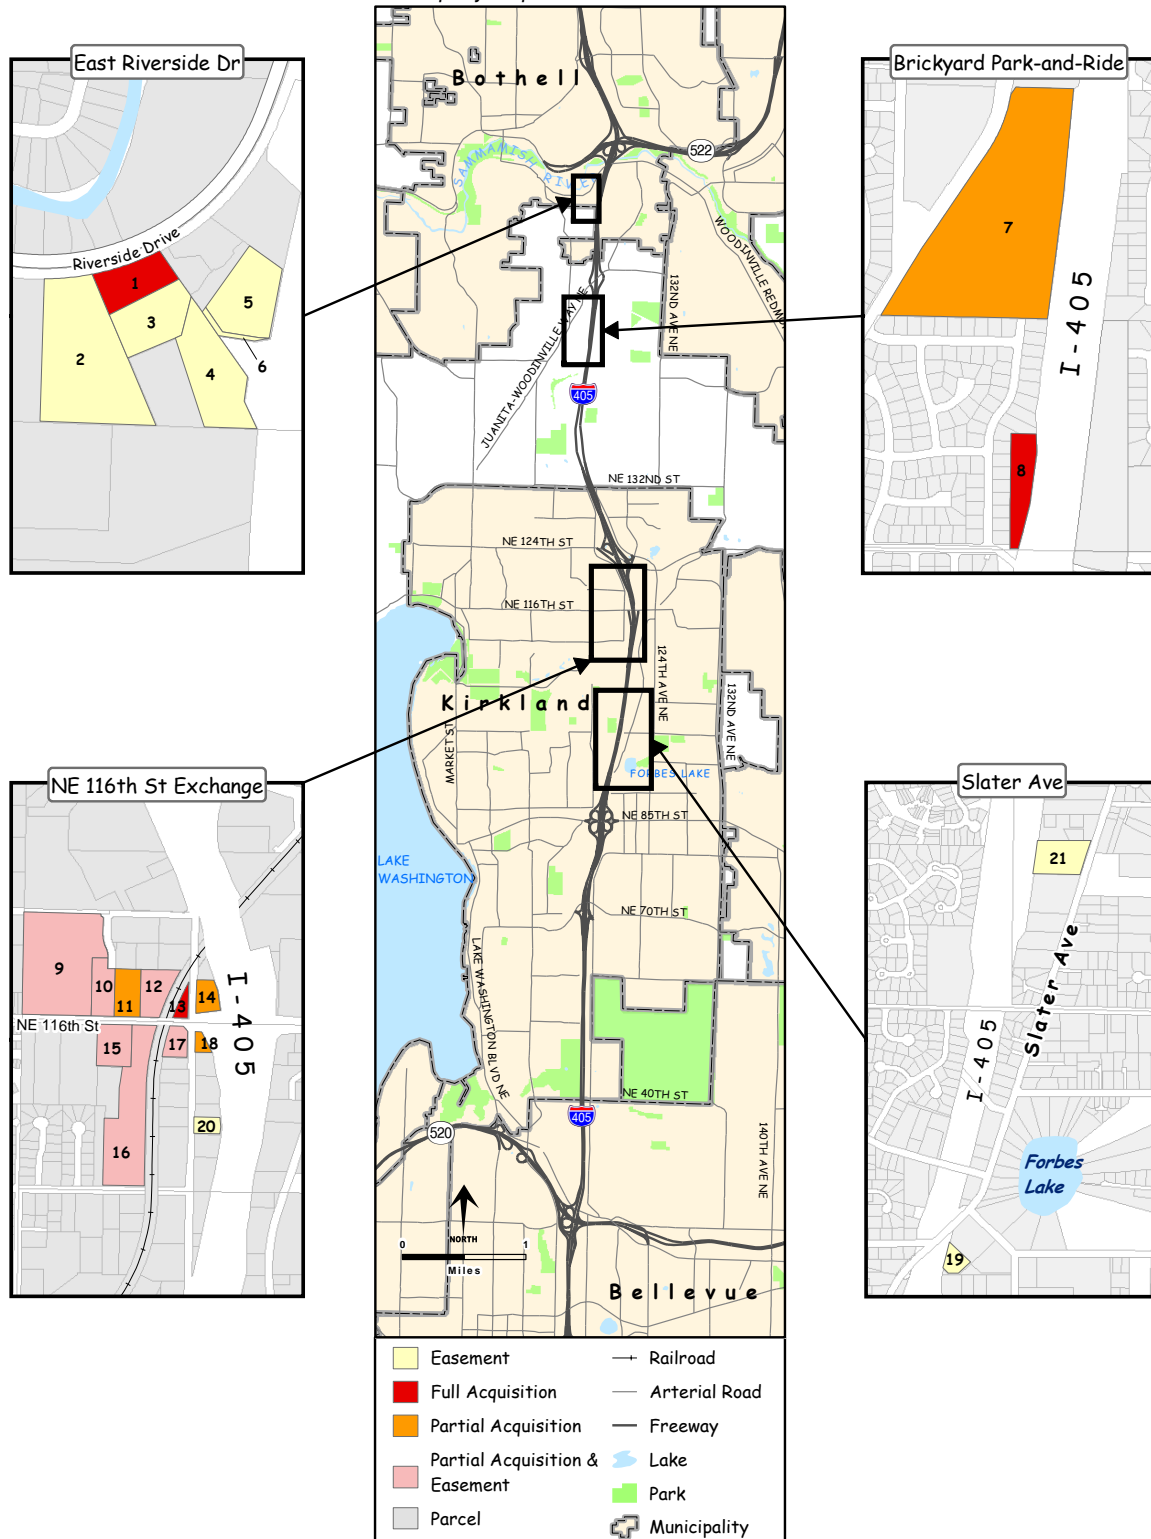 East Riverside Dr
Riverside Drive
1
2
3
4
5
6
Brickyard Park-and-Ride
7
8
I-405
Bothell
SAMMAMISH RIVER
522
WOODINVILLE REDMO
132ND AVE NE
JUANITA-WOODINVILLE WAY NE
405
NE 132ND ST
NE 124TH ST
NE 116TH ST
124TH AVE NE
Kirkland
132ND AVE NE
MARKET ST
FORBES LAKE
NE 85TH ST
LAKE
WASHINGTON
NE 70TH ST
LAKE WASHINGTON BLVD NE
NE 40TH ST
405
520
140TH AVE NE
NORTH
0 1
Miles
Bellevue
NE 116th St Exchange
9
10
11
12
13
14
I-405
NE 116th St
15
17
18
20
16
Slater Ave
21
Slater Ave
I-405
Forbes
Lake
19
Easement
Full Acquisition
Partial Acquisition
Partial Acquisition &
Easement
Parcel
Railroad
Arterial Road
Freeway
Lake
Park
Municipality